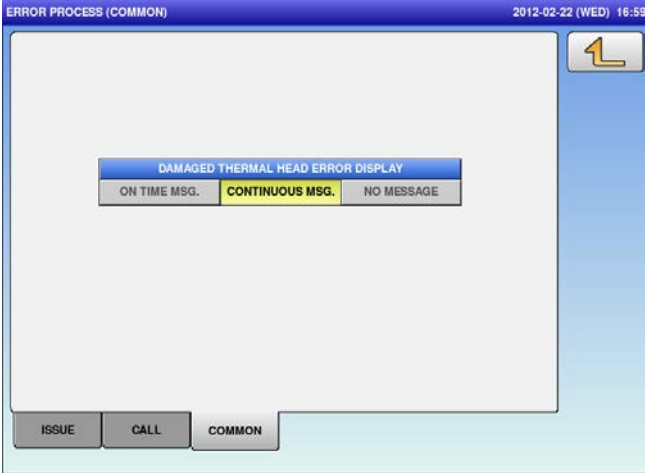 ERROR PROCESS (COMMON) 2012-02-22 (WED) 16:59
DAMAGED THERMAL HEAD ERROR DISPLAY
ON TIME MSG. CONTINUOUS MSG. NO MESSAGE
ISSUE CALL COMMON